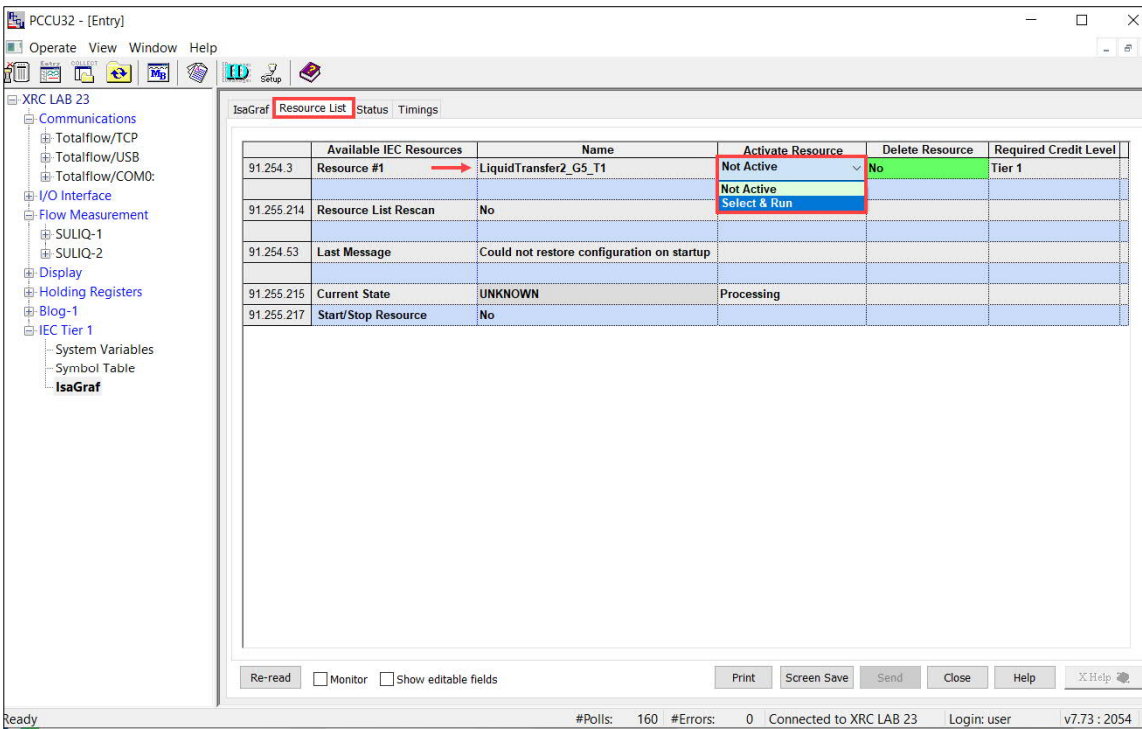 PCCU32 - [Entry]
Operate View Window Help
Entry COLLECT MB ID Setup
XRC LAB 23
Communications
Totalflow/TCP
Totalflow/USB
Totalflow/COM0:
I/O Interface
Flow Measurement
SULIQ-1
SULIQ-2
Display
Holding Registers
Blog-1
IEC Tier 1
System Variables
Symbol Table
IsaGraf
IsaGraf Resource List Status Timings
Available IEC Resources Name Activate Resource Delete Resource Required Credit Level
91.254.3 Resource #1 LiquidTransfer2_G5_T1 Not Active No Tier 1
Not Active
Select & Run
91.255.214 Resource List Rescan No
91.254.53 Last Message Could not restore configuration on startup
91.255.215 Current State UNKNOWN Processing
91.255.217 Start/Stop Resource No
Re-read Monitor Show editable fields Print Screen Save Send Close Help X Help
Ready #Polls: 160 #Errors: 0 Connected to XRC LAB 23 Login: user v7.73 : 2054